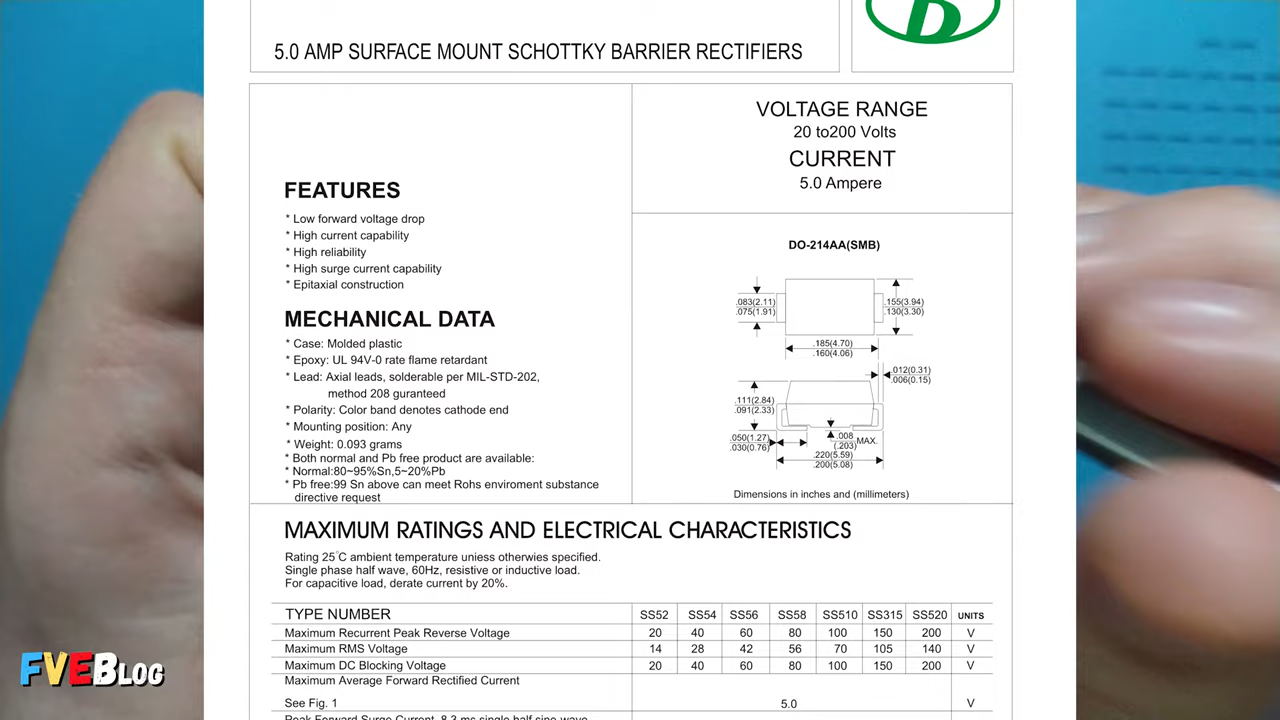 5.0 AMP SURFACE MOUNT SCHOTTKY BARRIER RECTIFIERS
VOLTAGE RANGE
20 to200 Volts
CURRENT
5.0 Ampere
FEATURES
* Low forward voltage drop
* High current capability
* High reliability
* High surge current capability
* Epitaxial construction
MECHANICAL DATA
* Case: Molded plastic
* Epoxy: UL 94V-0 rate flame retardant
* Lead: Axial leads, solderable per MIL-STD-202,
method 208 guranteed
* Polarity: Color band denotes cathode end
* Mounting position: Any
* Weight: 0.093 grams
* Both normal and Pb free product are available:
* Normal:80~95%Sn,5~20%Pb
* Pb free:99 Sn above can meet Rohs enviroment substance
directive request
DO-214AA(SMB)
.083(2.11)
.075(1.91)
.155(3.94)
.130(3.30)
.185(4.70)
.160(4.06)
.012(0.31)
.006(0.15)
.111(2.84)
.091(2.33)
.050(1.27)
.030(0.76)
.008
(.203)
MAX.
.220(5.59)
.200(5.08)
Dimensions in inches and (millimeters)
MAXIMUM RATINGS AND ELECTRICAL CHARACTERISTICS
Rating 25°C ambient temperature uniess otherwies specified.
Single phase half wave, 60Hz, resistive or inductive load.
For capacitive load, derate current by 20%.
TYPE NUMBER SS52 SS54 SS56 SS58 SS510 SS315 SS520 UNITS
Maximum Recurrent Peak Reverse Voltage 20 40 60 80 100 150 200 V
Maximum RMS Voltage 14 28 42 56 70 105 140 V
Maximum DC Blocking Voltage 20 40 60 80 100 150 200 V
Maximum Average Forward Rectified Current
See Fig. 1 5.0 V
Peak Forward Surge Current, 8.3 ms single half sine-wave
FVEBLOG